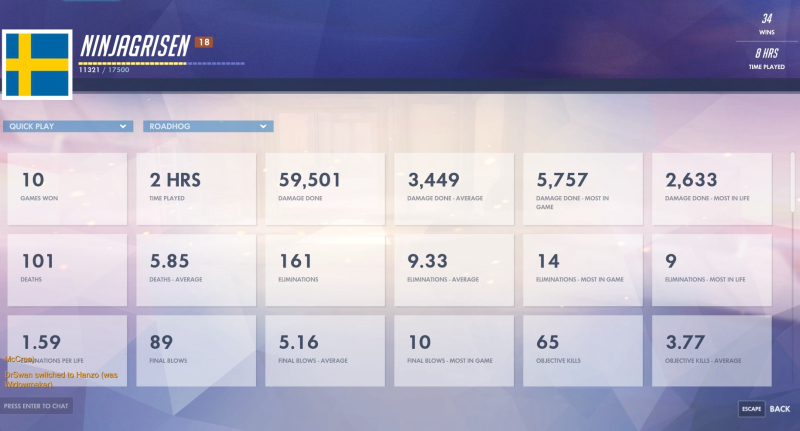 34
WINS
NINJAGRISEN 18
8 HRS
11321 / 17500
TIME PLAYED
QUICK PLAY ROADHOG
10 2 HRS 59,501 3,449 5,757 2,633
GAMES WON TIME PLAYED DAMAGE DONE DAMAGE DONE - AVERAGE DAMAGE DONE - MOST IN DAMAGE DONE - MOST IN LIFE
GAME
101 5.85 161 9.33 14 9
DEATHS DEATHS - AVERAGE ELIMINATIONS ELIMINATIONS - AVERAGE ELIMINATIONS - MOST IN GAME ELIMINATIONS - MOST IN LIFE
1.59 89 5.16 10 65 3.77
ELIMINATIONS PER LIFE FINAL BLOWS FINAL BLOWS - AVERAGE FINAL BLOWS - MOST IN GAME OBJECTIVE KILLS OBJECTIVE KILLS - AVERAGE
DrSwan switched to Hanzo (was
Widowmaker)
PRESS ENTER TO CHAT ESCAPE BACK